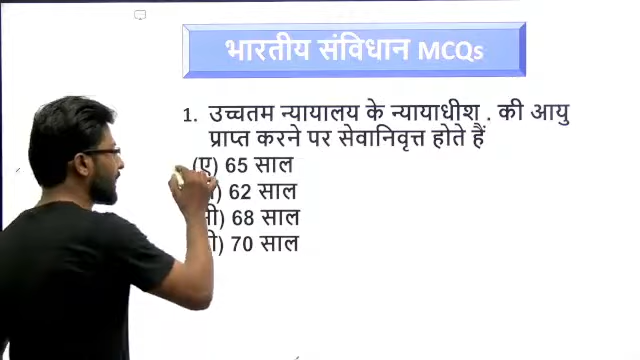 भारतीय संविधान MCQs
1. उच्चतम न्यायालय के न्यायाधीश . की आयु
प्राप्त करने पर सेवानिवृत्त होते हैं
(ए) 65 साल
) 62 साल
) 68 साल
) 70 साल